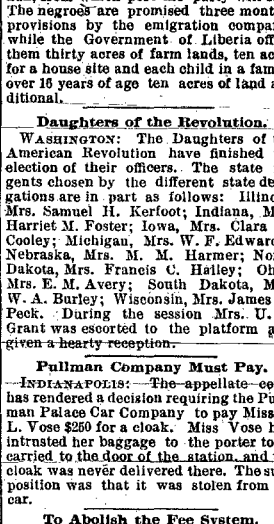 The negroes are promised three mont
provisions by the emigration compa
while the Government of Liberia off
them thirty acres of farm lands, ten ac
for a house site and each child in a fam
over 16 years of age ten acres of land a
ditional.
Daughters of the Revolution.
WASHINGTON: The Daughters of
American Revolution have finished
election of their officers. The state
gents chosen by the different state de
gations are in part as follows: Illino
Mrs. Samuel H. Kerfoot; Indiana, M
Harriet M. Foster; Iowa, Mrs. Clara
Cooley; Michigan, Mrs. W. F. Edward
Nebraska, Mrs. M. M. Harmer; No
Dakota, Mrs. Francis C. Hailey; Oh
Mrs. E. M. Avery; South Dakota, M
W. A. Burley; Wisconsin, Mrs. James
Peck. During the session Mrs. U.
Grant was escorted to the platform a
given a hearty reception.
Pullman Company Must Pay.
INDIANAPOLIS: The appellate co
has rendered a decision requiring the Pu
man Palace Car Company to pay Miss
L. Vose $250 for a cloak. Miss Vose h
intrusted her baggage to the porter to
carried to the door of the station, and
cloak was never delivered there. The su
position was that it was stolen from
car.
To Abolish the Fee System.